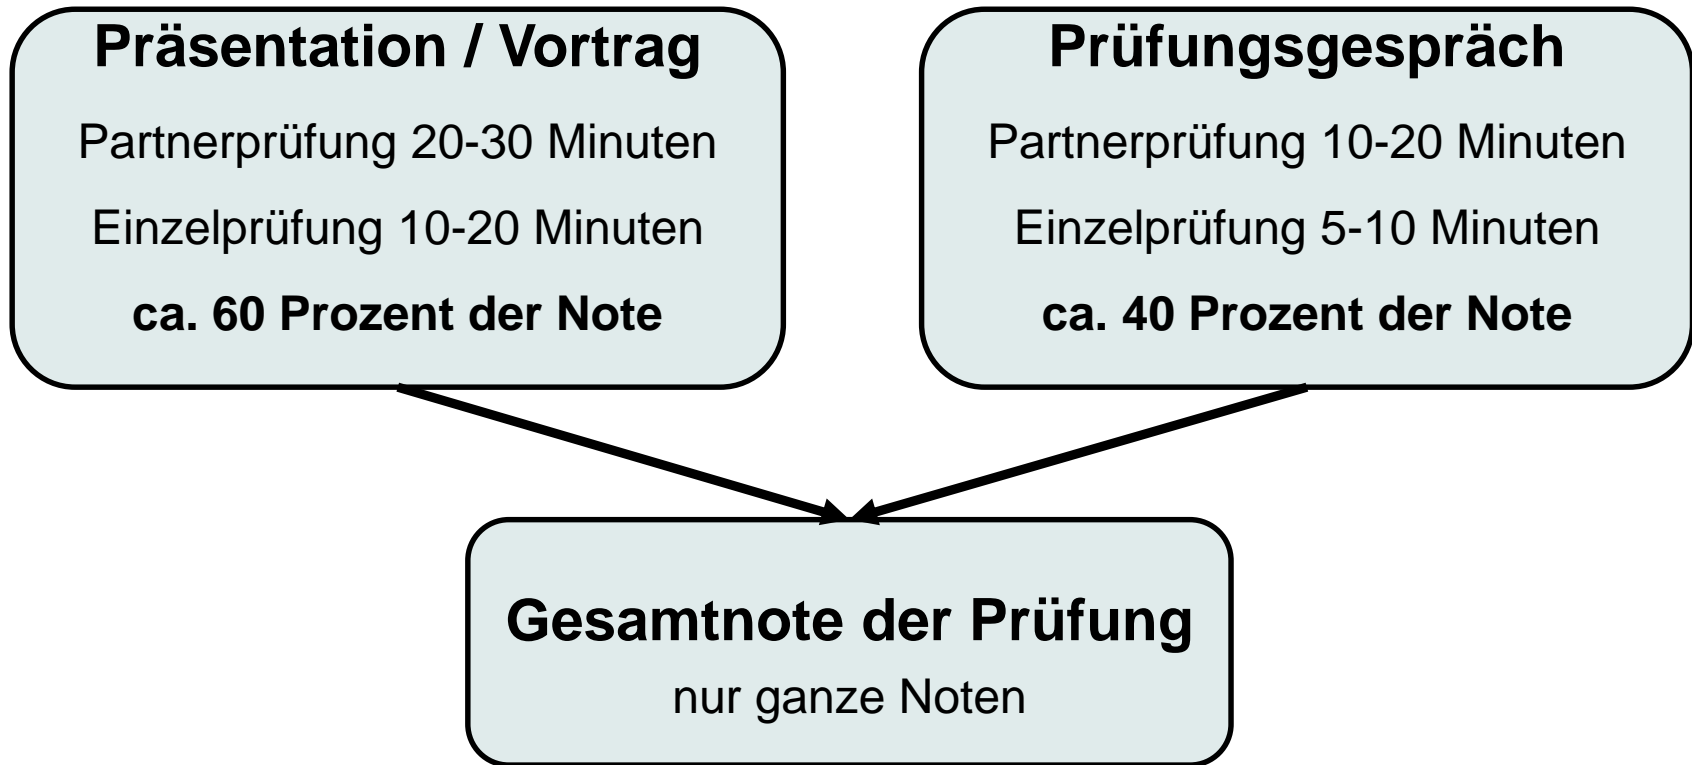 Präsentation / Vortrag
Partnerprüfung 20-30 Minuten
Einzelprüfung 10-20 Minuten
ca. 60 Prozent der Note
Prüfungsgespräch
Partnerprüfung 10-20 Minuten
Einzelprüfung 5-10 Minuten
ca. 40 Prozent der Note
Gesamtnote der Prüfung
nur ganze Noten